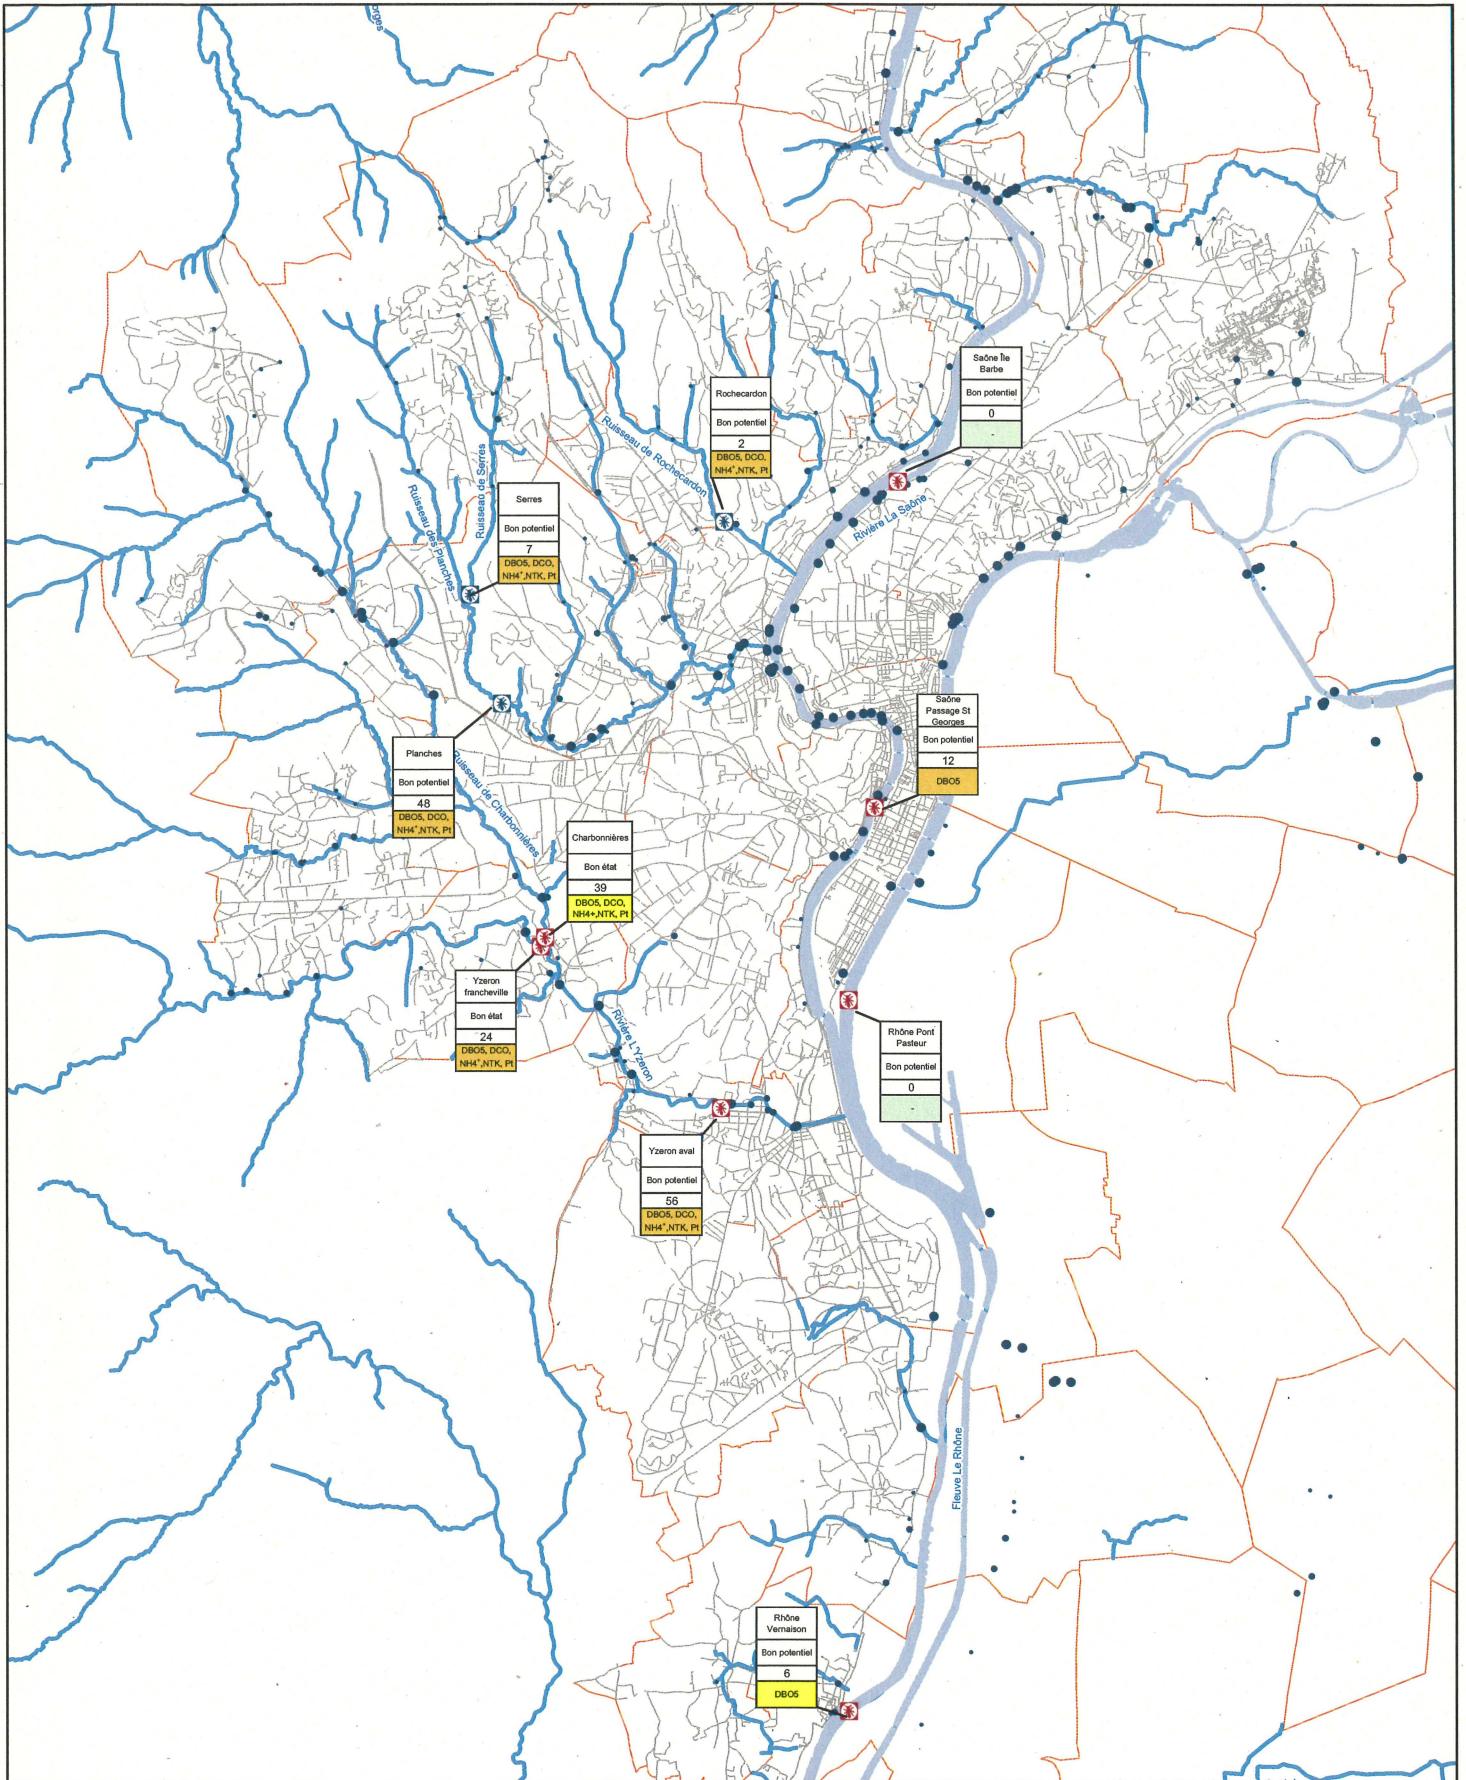 orges
Saône Île
Barbe
Bon potentiel
0
-
Rochecardon
Bon potentiel
2
DBO5, DCO,
NH4⁺,NTK, Pt
Ruisseau de Rochecardon
Rivière La Saône
Serres
Bon potentiel
7
DBO5, DCO,
NH4⁺,NTK, Pt
Ruisseau de Serres
Ruisseau des Planches
Saône
Passage St
Georges
Bon potentiel
12
DBO5
Planches
Bon potentiel
48
DBO5, DCO,
NH4⁺,NTK, Pt
Ruisseau de Charbonnières
Charbonnières
Bon état
39
DBO5, DCO,
NH4+,NTK, Pt
Yzeron
francheville
Bon état
24
DBO5, DCO,
NH4⁺,NTK, Pt
Rivière L'Yzeron
Rhône Pont
Pasteur
Bon potentiel
0
-
Yzeron aval
Bon potentiel
56
DBO5, DCO,
NH4⁺,NTK, Pt
Fleuve Le Rhône
Rhône
Vernaison
Bon potentiel
6
DBO5